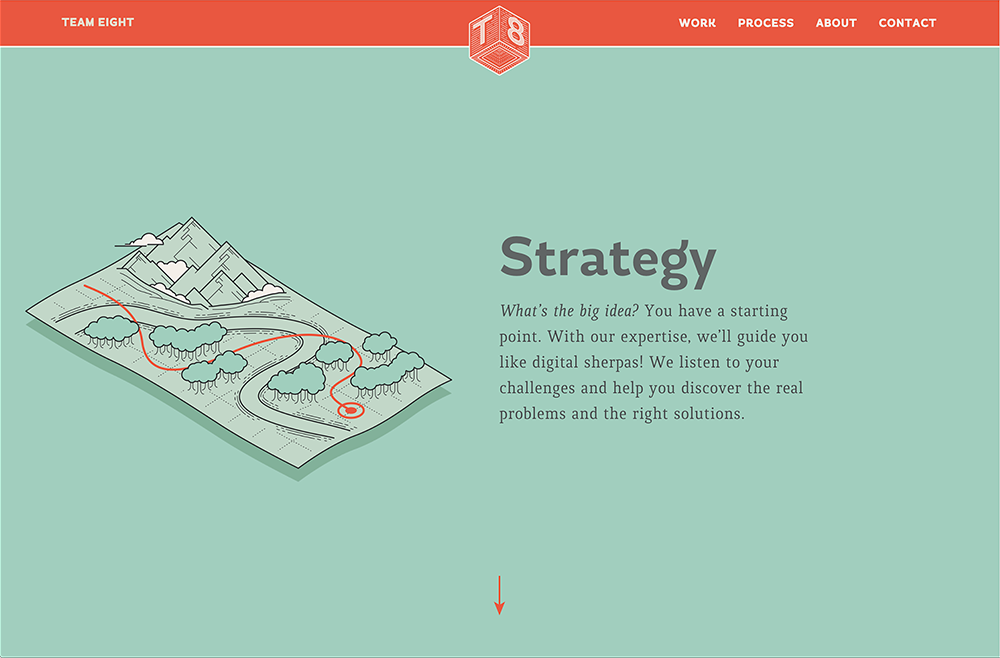 TEAM EIGHT
T8
WORK PROCESS ABOUT CONTACT
Strategy
What’s the big idea? You have a starting
point. With our expertise, we’ll guide you
like digital sherpas! We listen to your
challenges and help you discover the real
problems and the right solutions.